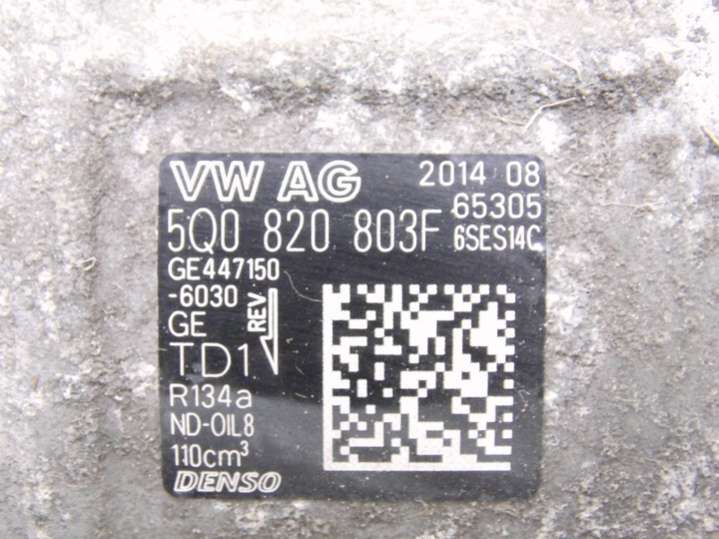 VW AG 2014 08
65305
5Q0 820 803F 6SES14C
GE447150
-6030
GE
REV
TD1
R134a
ND-OIL8
110cm³
DENSO